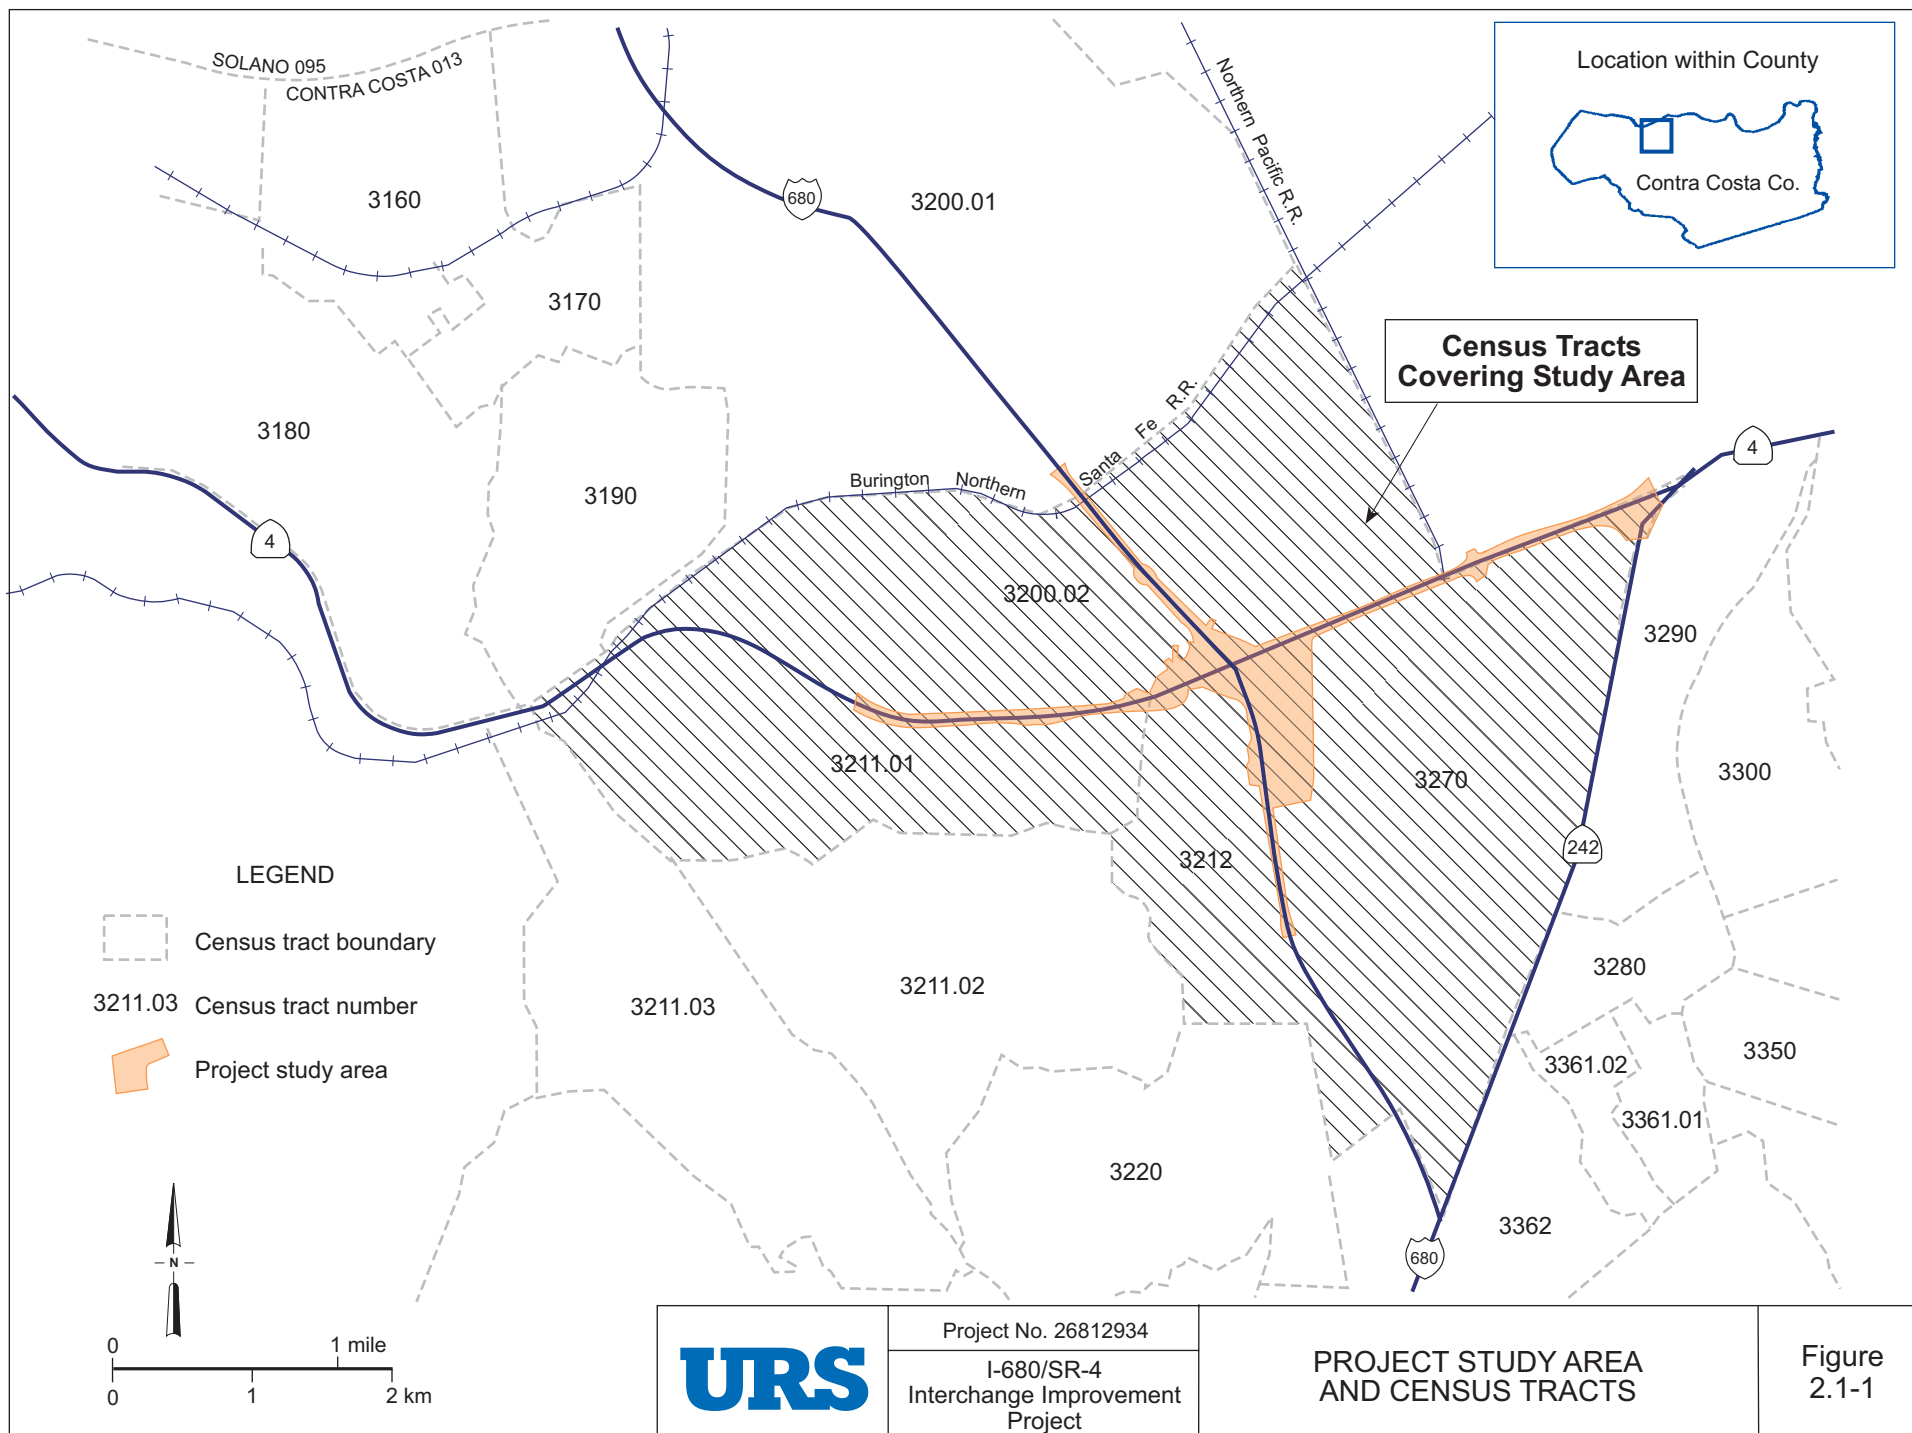 SOLANO 095
CONTRA COSTA 013
3160
680
3200.01
Northern Pacific R.R.
Location within County
Contra Costa Co.
3170
Census Tracts
Covering Study Area
3180
3190
4
4
Burington Northern Santa Fe R.R.
3200.02
3290
3211.01
3270
3300
242
3212
LEGEND
Census tract boundary
3211.03 Census tract number
Project study area
3211.03
3211.02
3280
3361.02
3350
3361.01
3220
3362
680
N
0 1 mile
0 1 2 km
URS
Project No. 26812934
I-680/SR-4
Interchange Improvement
Project
PROJECT STUDY AREA
AND CENSUS TRACTS
Figure
2.1-1